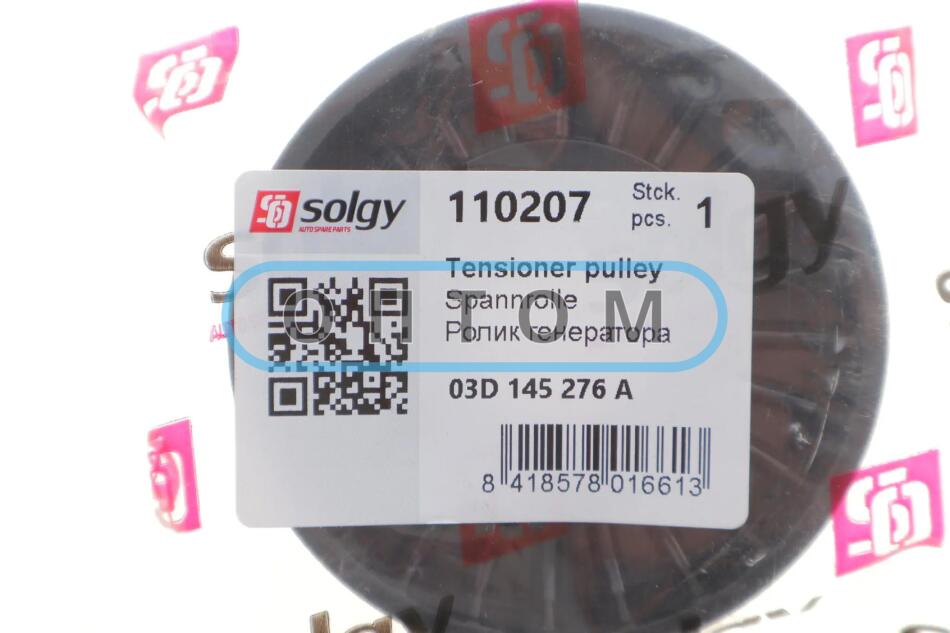 solgy
AUTO SPARE PARTS
110207
Stck.
pcs. 1
Tensioner pulley
Spannrolle
Ролик генератора
ОПТОМ
03D 145 276 A
8 418578 016613